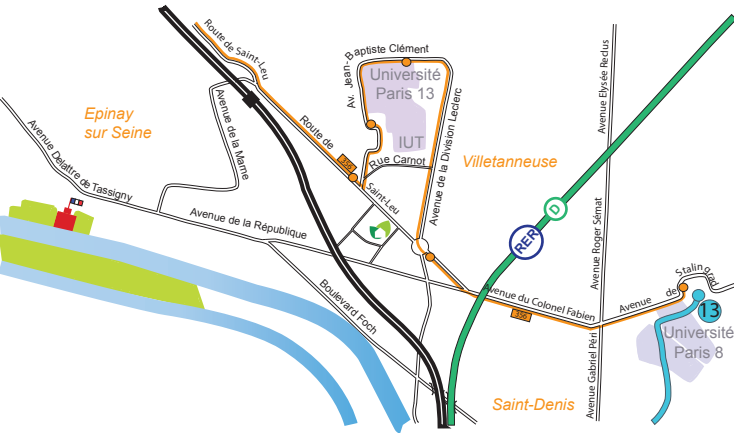 Route de Saint-Leu
Av. Jean-Baptiste Clément
Université
Paris 13
IUT
Avenue Elysée Reclus
Epinay
sur Seine
Avenue de la Marne
Route de
Saint-Leu
356
Rue Carnot
Avenue de la Division Leclerc
Villetanneuse
Avenue Delattre de Tassigny
Avenue de la République
D
RER
Avenue Roger Sémat
Avenue du Colonel Fabien
356
Avenue de Stalingrad
13
Université
Paris 8
Boulevard Foch
Avenue Gabriel Péri
Saint-Denis